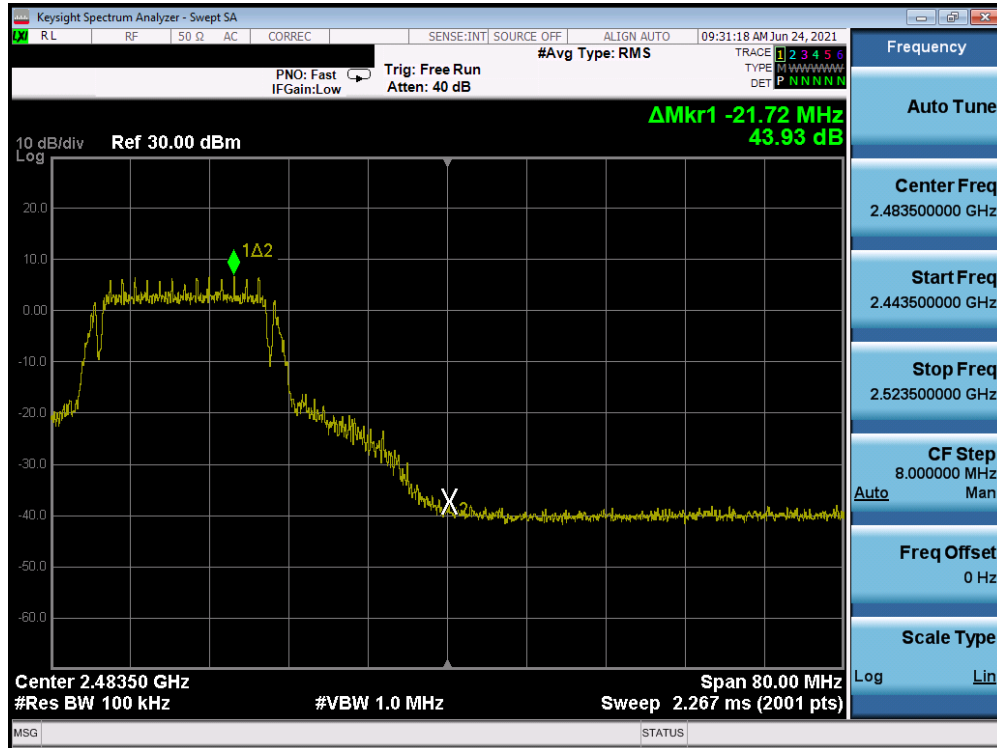 Keysight Spectrum Analyzer - Swept SA
LXI RL RF 50 Ω AC CORREC SENSE:INT SOURCE OFF ALIGN AUTO 09:31:18 AM Jun 24, 2021
#Avg Type: RMS
TRACE 1 2 3 4 5 6
TYPE M WWWWW
DET P N N N N N
PNO: Fast
IFGain:Low
Trig: Free Run
Atten: 40 dB
ΔMkr1 -21.72 MHz
43.93 dB
10 dB/div
Log
Ref 30.00 dBm
20.0
10.0
0.00
-10.0
-20.0
-30.0
-40.0
-50.0
-60.0
1Δ2
X2
Center 2.48350 GHz
#Res BW 100 kHz
#VBW 1.0 MHz
Span 80.00 MHz
Sweep 2.267 ms (2001 pts)
MSG
STATUS
Frequency
Auto Tune
Center Freq
2.483500000 GHz
Start Freq
2.443500000 GHz
Stop Freq
2.523500000 GHz
CF Step
8.000000 MHz
Auto Man
Freq Offset
0 Hz
Scale Type
Log Lin